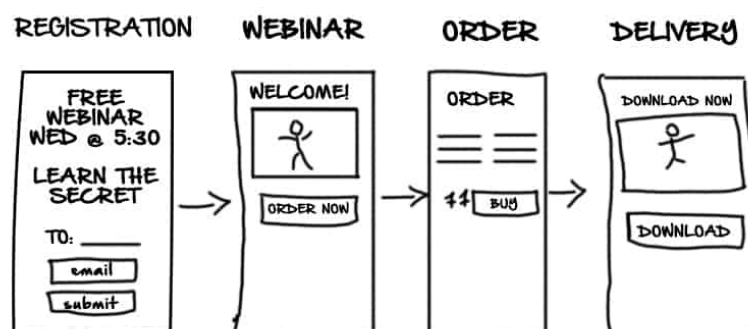 REGISTRATION
FREE
WEBINAR
WED @ 5:30
LEARN THE
SECRET
TO:
email
submit
WEBINAR
WELCOME!
ORDER NOW
ORDER
ORDER
$$ BUY
DELIVERY
DOWNLOAD NOW
DOWNLOAD